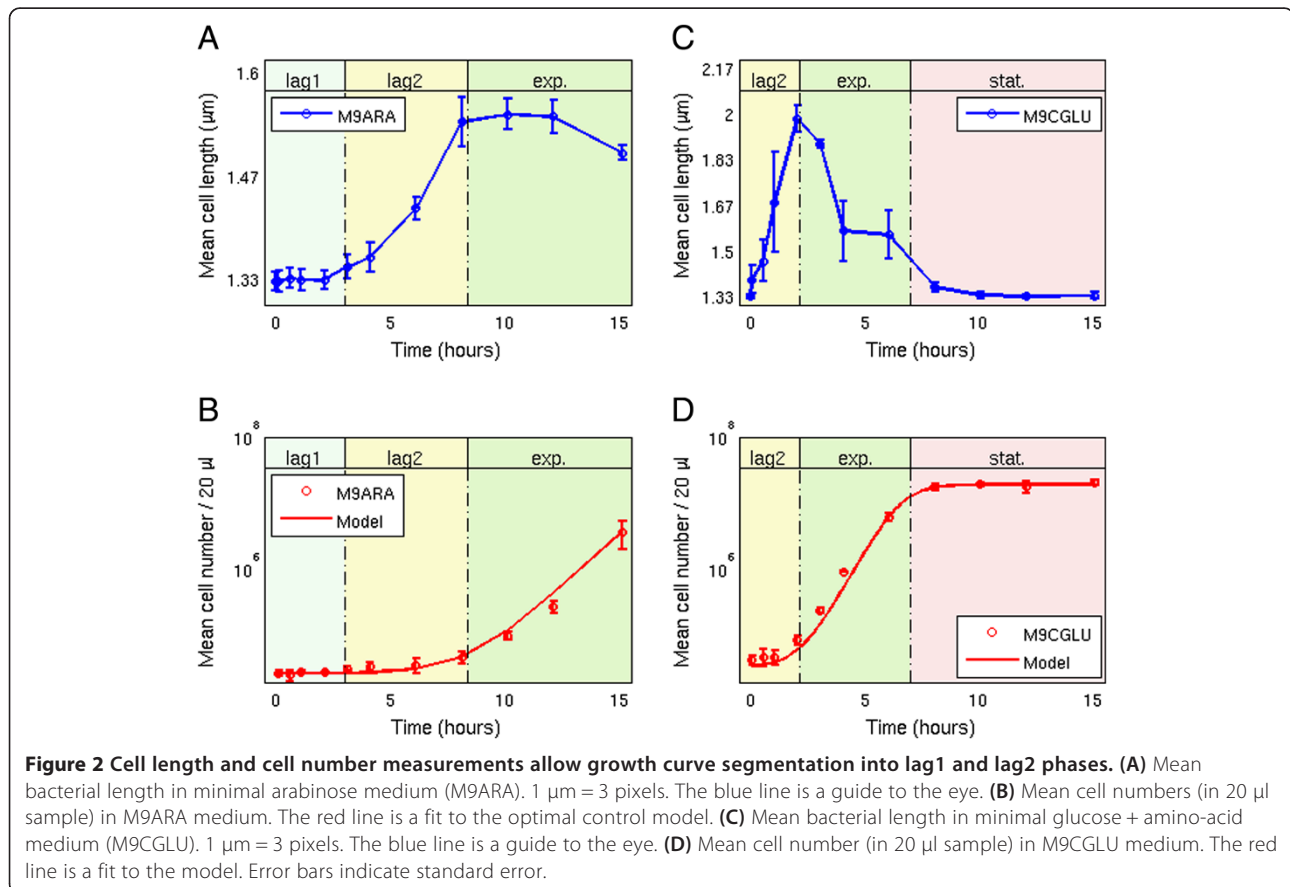 A
lag1 lag2 exp.
M9ARA
Mean cell length (µm)
1.6
1.47
1.33
0 5 10 15
Time (hours)
C
lag2 exp. stat.
M9CGLU
Mean cell length (µm)
2.17
2
1.83
1.67
1.5
1.33
0 5 10 15
Time (hours)
B
lag1 lag2 exp.
M9ARA
Model
Mean cell number / 20 µl
10^8
10^6
0 5 10 15
Time (hours)
D
lag2 exp. stat.
M9CGLU
Model
Mean cell number / 20 µl
10^8
10^6
0 5 10 15
Time (hours)
Figure 2 Cell length and cell number measurements allow growth curve segmentation into lag1 and lag2 phases. (A) Mean
bacterial length in minimal arabinose medium (M9ARA). 1 µm = 3 pixels. The blue line is a guide to the eye. (B) Mean cell numbers (in 20 µl
sample) in M9ARA medium. The red line is a fit to the optimal control model. (C) Mean bacterial length in minimal glucose + amino-acid
medium (M9CGLU). 1 µm = 3 pixels. The blue line is a guide to the eye. (D) Mean cell number (in 20 µl sample) in M9CGLU medium. The red
line is a fit to the model. Error bars indicate standard error.